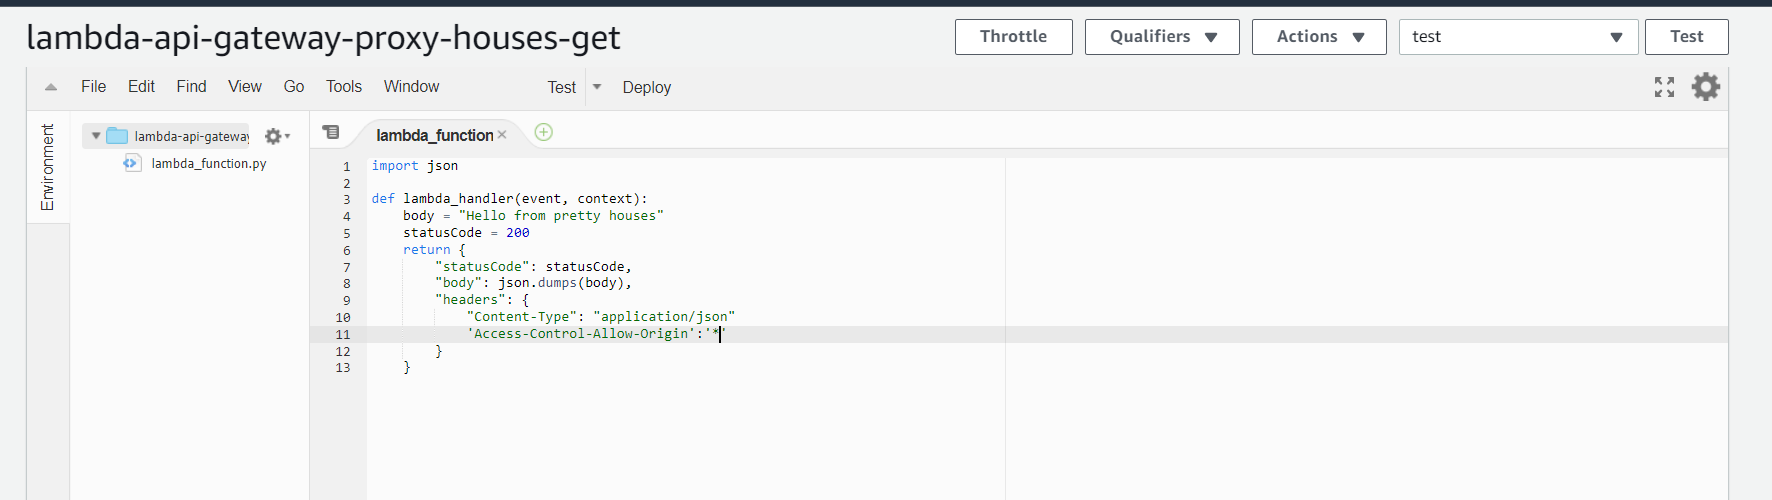 lambda-api-gateway-proxy-houses-get
Throttle
Qualifiers
Actions
test
Test
File Edit Find View Go Tools Window Test Deploy
Environment
lambda-api-gateway
lambda_function.py
lambda_function
1 import json
2
3 def lambda_handler(event, context):
4 body = "Hello from pretty houses"
5 statusCode = 200
6 return {
7 "statusCode": statusCode,
8 "body": json.dumps(body),
9 "headers": {
10 "Content-Type": "application/json"
11 'Access-Control-Allow-Origin':'*'
12 }
13 }